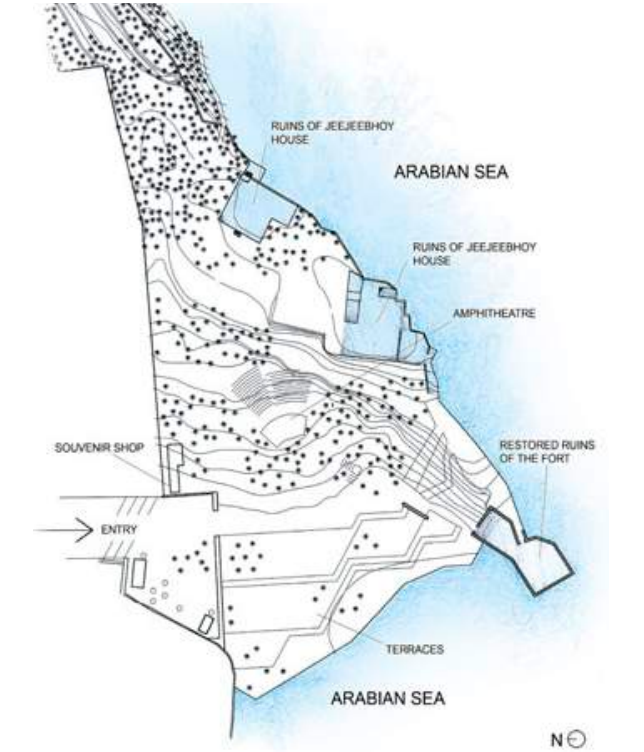 RUINS OF JEEJEEBHOY
HOUSE
ARABIAN SEA
RUINS OF JEEJEEBHOY
HOUSE
AMPHITHEATRE
SOUVENIR SHOP
RESTORED RUINS
OF THE FORT
ENTRY
TERRACES
ARABIAN SEA
N